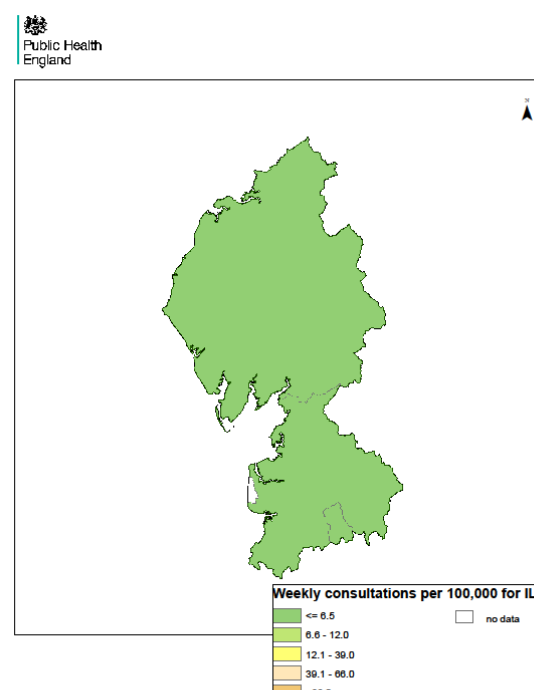 Public Health
England
N
Weekly consultations per 100,000 for IL
<= 6.5
no data
6.6 - 12.0
12.1 - 39.0
39.1 - 66.0